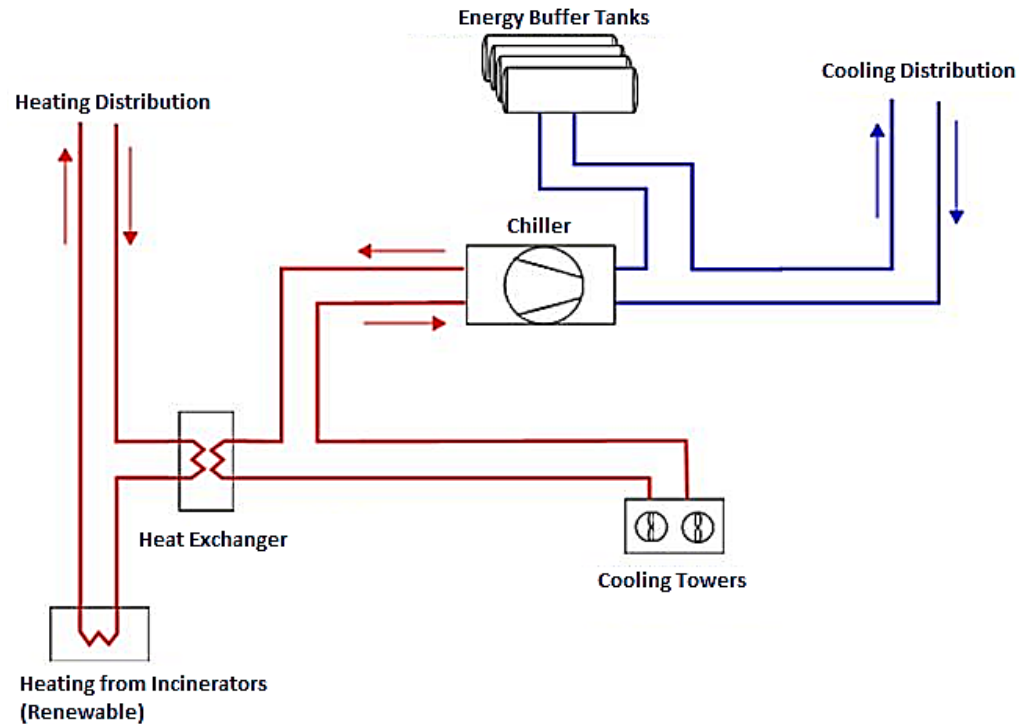 Energy Buffer Tanks
Cooling Distribution
Heating Distribution
Chiller
Heat Exchanger
Cooling Towers
Heating from Incinerators
(Renewable)